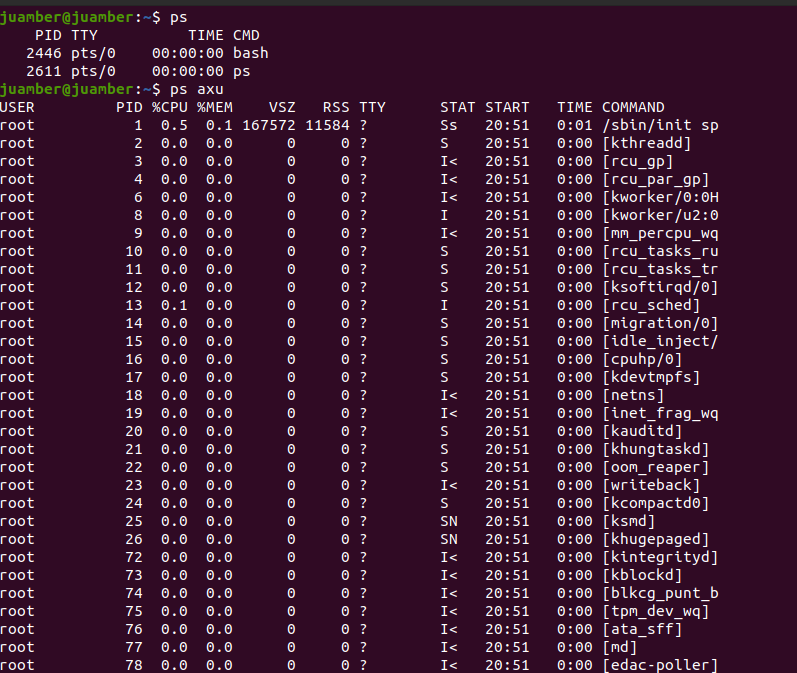 juamber@juamber:~$ ps
    PID TTY          TIME CMD
   2446 pts/0    00:00:00 bash
   2611 pts/0    00:00:00 ps
juamber@juamber:~$ ps axu
USER         PID %CPU %MEM    VSZ   RSS TTY      STAT START   TIME COMMAND
root           1  0.5  0.1 167572 11584 ?        Ss   20:51   0:01 /sbin/init sp
root           2  0.0  0.0      0     0 ?        S    20:51   0:00 [kthreadd]
root           3  0.0  0.0      0     0 ?        I<   20:51   0:00 [rcu_gp]
root           4  0.0  0.0      0     0 ?        I<   20:51   0:00 [rcu_par_gp]
root           6  0.0  0.0      0     0 ?        I<   20:51   0:00 [kworker/0:0H
root           8  0.0  0.0      0     0 ?        I    20:51   0:00 [kworker/u2:0
root           9  0.0  0.0      0     0 ?        I<   20:51   0:00 [mm_percpu_wq
root          10  0.0  0.0      0     0 ?        S    20:51   0:00 [rcu_tasks_ru
root          11  0.0  0.0      0     0 ?        S    20:51   0:00 [rcu_tasks_tr
root          12  0.0  0.0      0     0 ?        S    20:51   0:00 [ksoftirqd/0]
root          13  0.1  0.0      0     0 ?        I    20:51   0:00 [rcu_sched]
root          14  0.0  0.0      0     0 ?        S    20:51   0:00 [migration/0]
root          15  0.0  0.0      0     0 ?        S    20:51   0:00 [idle_inject/
root          16  0.0  0.0      0     0 ?        S    20:51   0:00 [cpuhp/0]
root          17  0.0  0.0      0     0 ?        S    20:51   0:00 [kdevtmpfs]
root          18  0.0  0.0      0     0 ?        I<   20:51   0:00 [netns]
root          19  0.0  0.0      0     0 ?        I<   20:51   0:00 [inet_frag_wq
root          20  0.0  0.0      0     0 ?        S    20:51   0:00 [kauditd]
root          21  0.0  0.0      0     0 ?        S    20:51   0:00 [khungtaskd]
root          22  0.0  0.0      0     0 ?        S    20:51   0:00 [oom_reaper]
root          23  0.0  0.0      0     0 ?        I<   20:51   0:00 [writeback]
root          24  0.0  0.0      0     0 ?        S    20:51   0:00 [kcompactd0]
root          25  0.0  0.0      0     0 ?        SN   20:51   0:00 [ksmd]
root          26  0.0  0.0      0     0 ?        SN   20:51   0:00 [khugepaged]
root          72  0.0  0.0      0     0 ?        I<   20:51   0:00 [kintegrityd]
root          73  0.0  0.0      0     0 ?        I<   20:51   0:00 [kblockd]
root          74  0.0  0.0      0     0 ?        I<   20:51   0:00 [blkcg_punt_b
root          75  0.0  0.0      0     0 ?        I<   20:51   0:00 [tpm_dev_wq]
root          76  0.0  0.0      0     0 ?        I<   20:51   0:00 [ata_sff]
root          77  0.0  0.0      0     0 ?        I<   20:51   0:00 [md]
root          78  0.0  0.0      0     0 ?        I<   20:51   0:00 [edac-poller]